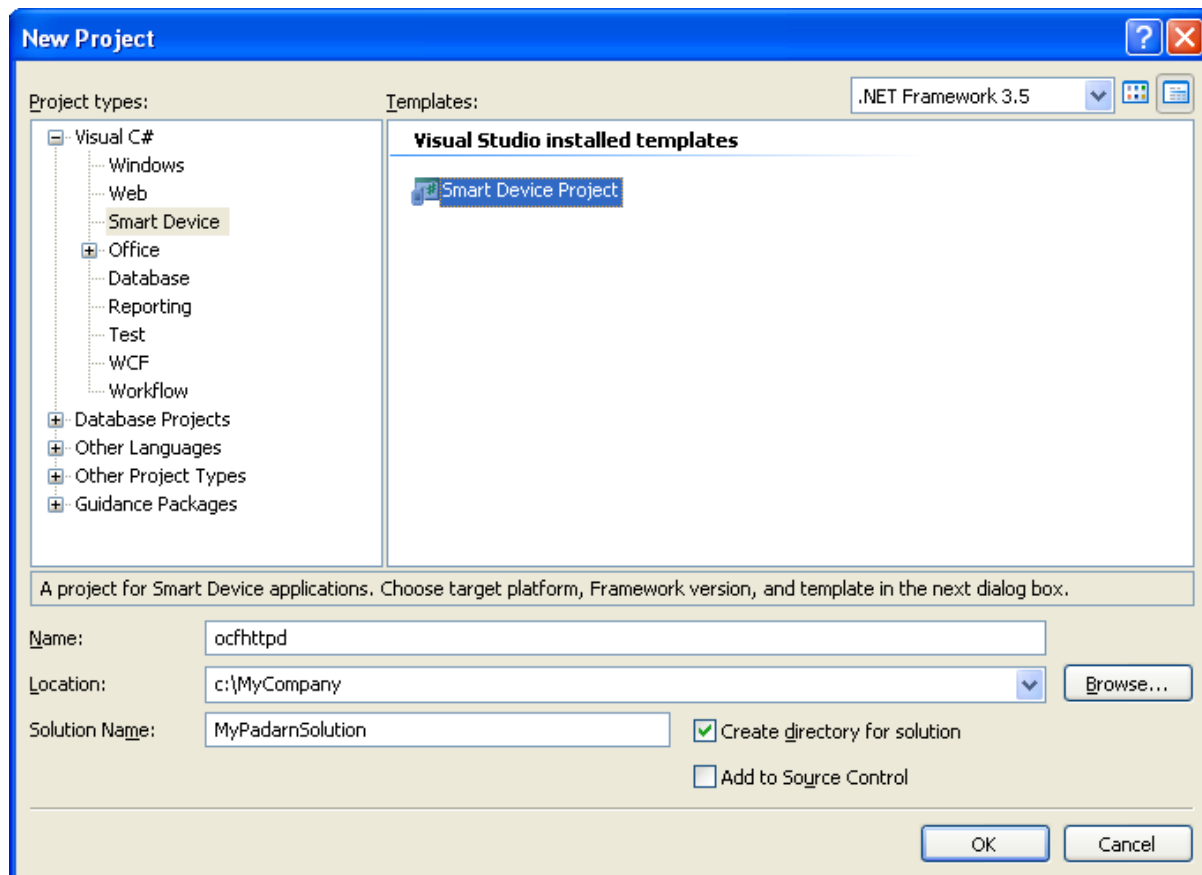 New Project
Project types:
Templates:
.NET Framework 3.5
Visual C#
Windows
Web
Smart Device
Office
Database
Reporting
Test
WCF
Workflow
Database Projects
Other Languages
Other Project Types
Guidance Packages
Visual Studio installed templates
Smart Device Project
A project for Smart Device applications. Choose target platform, Framework version, and template in the next dialog box.
Name:
ocfhttpd
Location:
c:\MyCompany
Browse...
Solution Name:
MyPadarnSolution
Create directory for solution
Add to Source Control
OK
Cancel